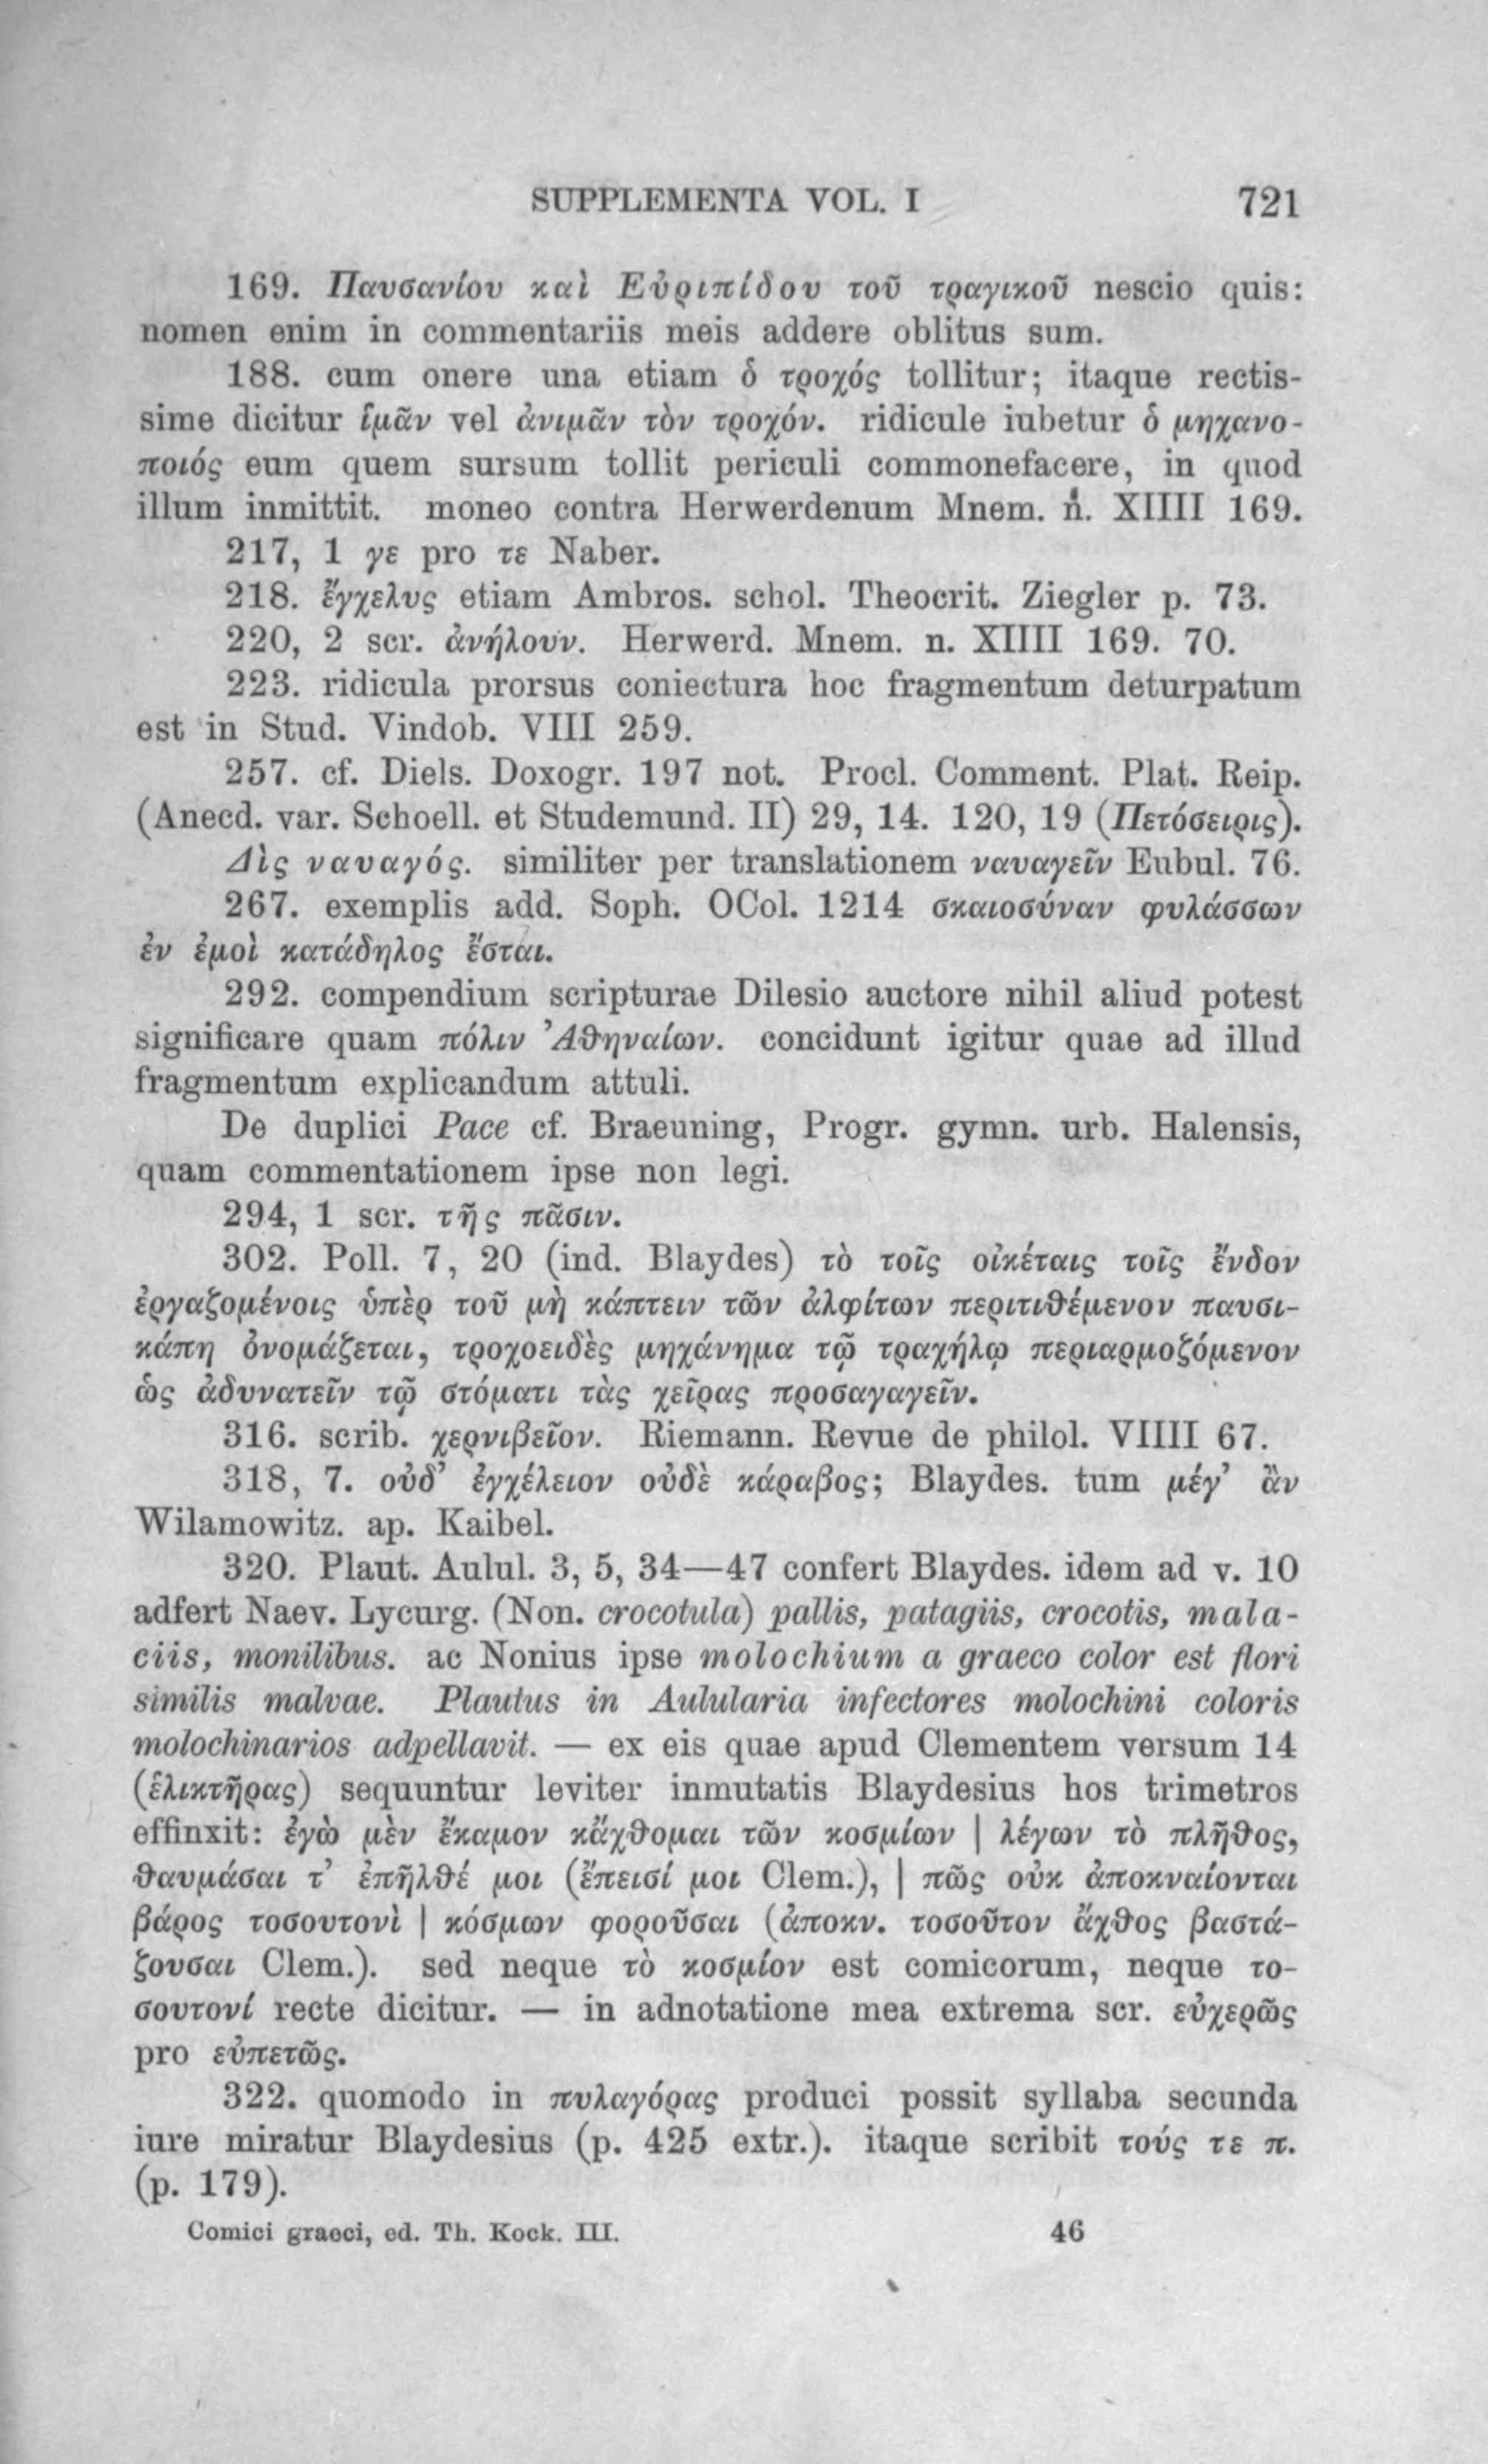 SUPPLEMENTA VOL. I 721
169. Παυσανίου καὶ Εὐριπίδου τοῦ τραγικοῦ nescio quis:
nomen enim in commentariis meis addere oblitus sum.
188. cum onere una etiam ὁ τροχός tollitur; itaque rectis-
sime dicitur ἱμᾶν vel ἀνιμᾶν τὸν τροχόν. ridicule iubetur ὁ μηχανο-
ποιός eum quem sursum tollit periculi commonefacere, in quod
illum inmittit. moneo contra Herwerdenum Mnem. n. XIIII 169.
217, 1 γε pro τε Naber.
218. ἔγχελυς etiam Ambros. schol. Theocrit. Ziegler p. 73.
220, 2 scr. ἀνήλουν. Herwerd. Mnem. n. XIIII 169. 70.
223. ridicula prorsus coniectura hoc fragmentum deturpatum
est in Stud. Vindob. VIII 259.
257. cf. Diels. Doxogr. 197 not. Procl. Comment. Plat. Reip.
(Anecd. var. Schoell. et Studemund. II) 29, 14. 120, 19 (Πετόσειρις).
Δὶς ναυαγός. similiter per translationem ναυαγεῖν Eubul. 76.
267. exemplis add. Soph. OCol. 1214 σκαιοσύναν φυλάσσων
ἐν ἐμοὶ κατάδηλος ἔσται.
292. compendium scripturae Dilesio auctore nihil aliud potest
significare quam πόλιν Ἀθηναίων. concidunt igitur quae ad illud
fragmentum explicandum attuli.
De duplici Pace cf. Braeuning, Progr. gymn. urb. Halensis,
quam commentationem ipse non legi.
294, 1 scr. τῆς πᾶσιν.
302. Poll. 7, 20 (ind. Blaydes) τὸ τοῖς οἰκέταις τοῖς ἔνδον
ἐργαζομένοις ὑπὲρ τοῦ μὴ κάπτειν τῶν ἀλφίτων περιτιθέμενον παυσι-
κάπη ὀνομάζεται, τροχοειδὲς μηχάνημα τῷ τραχήλῳ περιαρμοζόμενον
ὡς ἀδυνατεῖν τῷ στόματι τὰς χεῖρας προσαγαγεῖν.
316. scrib. χερνιβεῖον. Riemann. Revue de philol. VIIII 67.
318, 7. οὐδ’ ἐγχέλειον οὐδὲ κάραβος; Blaydes. tum μέγ’ ἂν
Wilamowitz. ap. Kaibel.
320. Plaut. Aulul. 3, 5, 34—47 confert Blaydes. idem ad v. 10
adfert Naev. Lycurg. (Non. crocotula) pallis, patagiis, crocotis, mala-
ciis, monilibus. ac Nonius ipse molochium a graeco color est flori
similis malvae. Plautus in Aulularia infectores molochini coloris
molochinarios adpellavit. — ex eis quae apud Clementem versum 14
(ἑλικτῆρας) sequuntur leviter inmutatis Blaydesius hos trimetros
effinxit: ἐγὼ μὲν ἔκαμον κἄχθομαι τῶν κοσμίων | λέγων τὸ πλῆθος,
θαυμάσαι τ’ ἐπῆλθέ μοι (ἔπεισί μοι Clem.), | πῶς οὐκ ἀποκναίονται
βάρος τοσουτονὶ | κόσμων φοροῦσαι (ἀποκν. τοσοῦτον ἄχθος βαστά-
ζουσαι Clem.). sed neque τὸ κοσμίον est comicorum, neque το-
σουτονί recte dicitur. — in adnotatione mea extrema scr. εὐχερῶς
pro εὐπετῶς.
322. quomodo in πυλαγόρας produci possit syllaba secunda
iure miratur Blaydesius (p. 425 extr.). itaque scribit τούς τε π.
(p. 179).
Comici graeci, ed. Th. Kock. III. 46